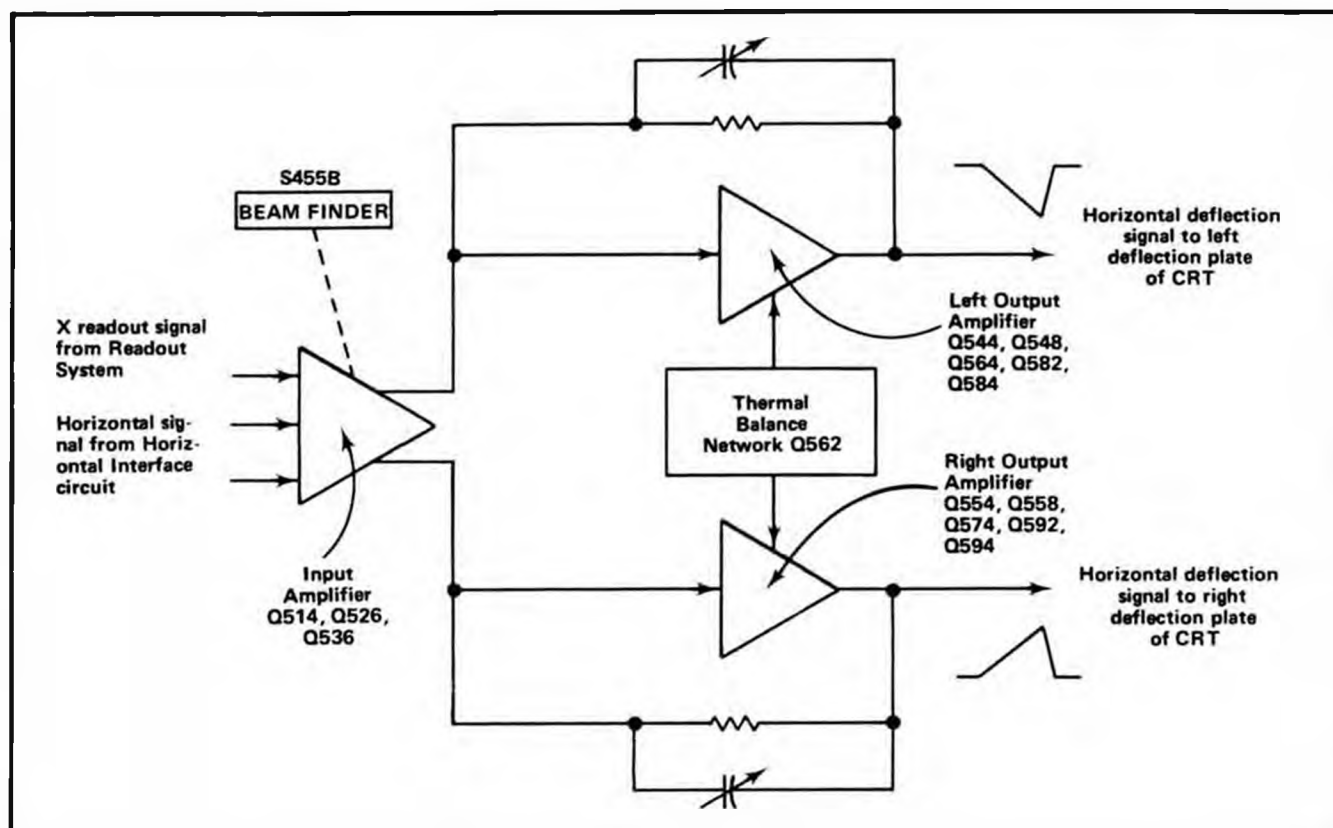 S455B
BEAM FINDER
X readout signal
from Readout
System
Horizontal sig-
nal from Horiz-
ontal Interface
circuit
Input
Amplifier
Q514, Q526,
Q536
Thermal
Balance
Network Q562
Left Output
Amplifier
Q544, Q548,
Q564, Q582,
Q584
Horizontal deflection
signal to left
deflection plate
of CRT
Right Output
Amplifier
Q554, Q558,
Q574, Q592,
Q594
Horizontal deflection
signal to right
deflection plate
of CRT